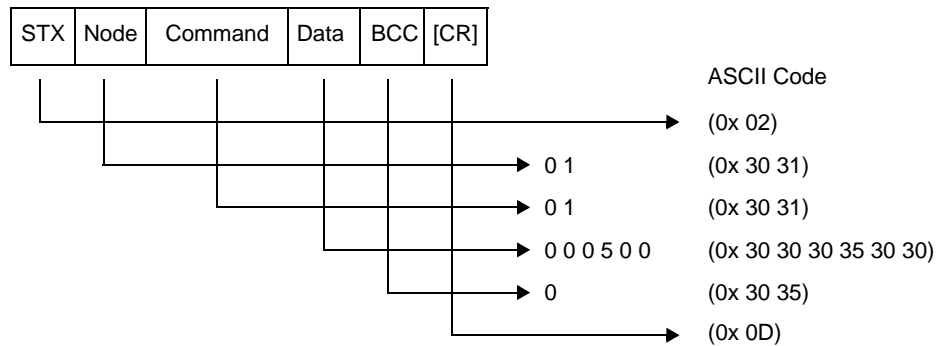 STX Node Command Data BCC [CR]
ASCII Code
(0x 02)
0 1 (0x 30 31)
0 1 (0x 30 31)
0 0 0 5 0 0 (0x 30 30 30 35 30 30)
0 (0x 30 35)
(0x 0D)